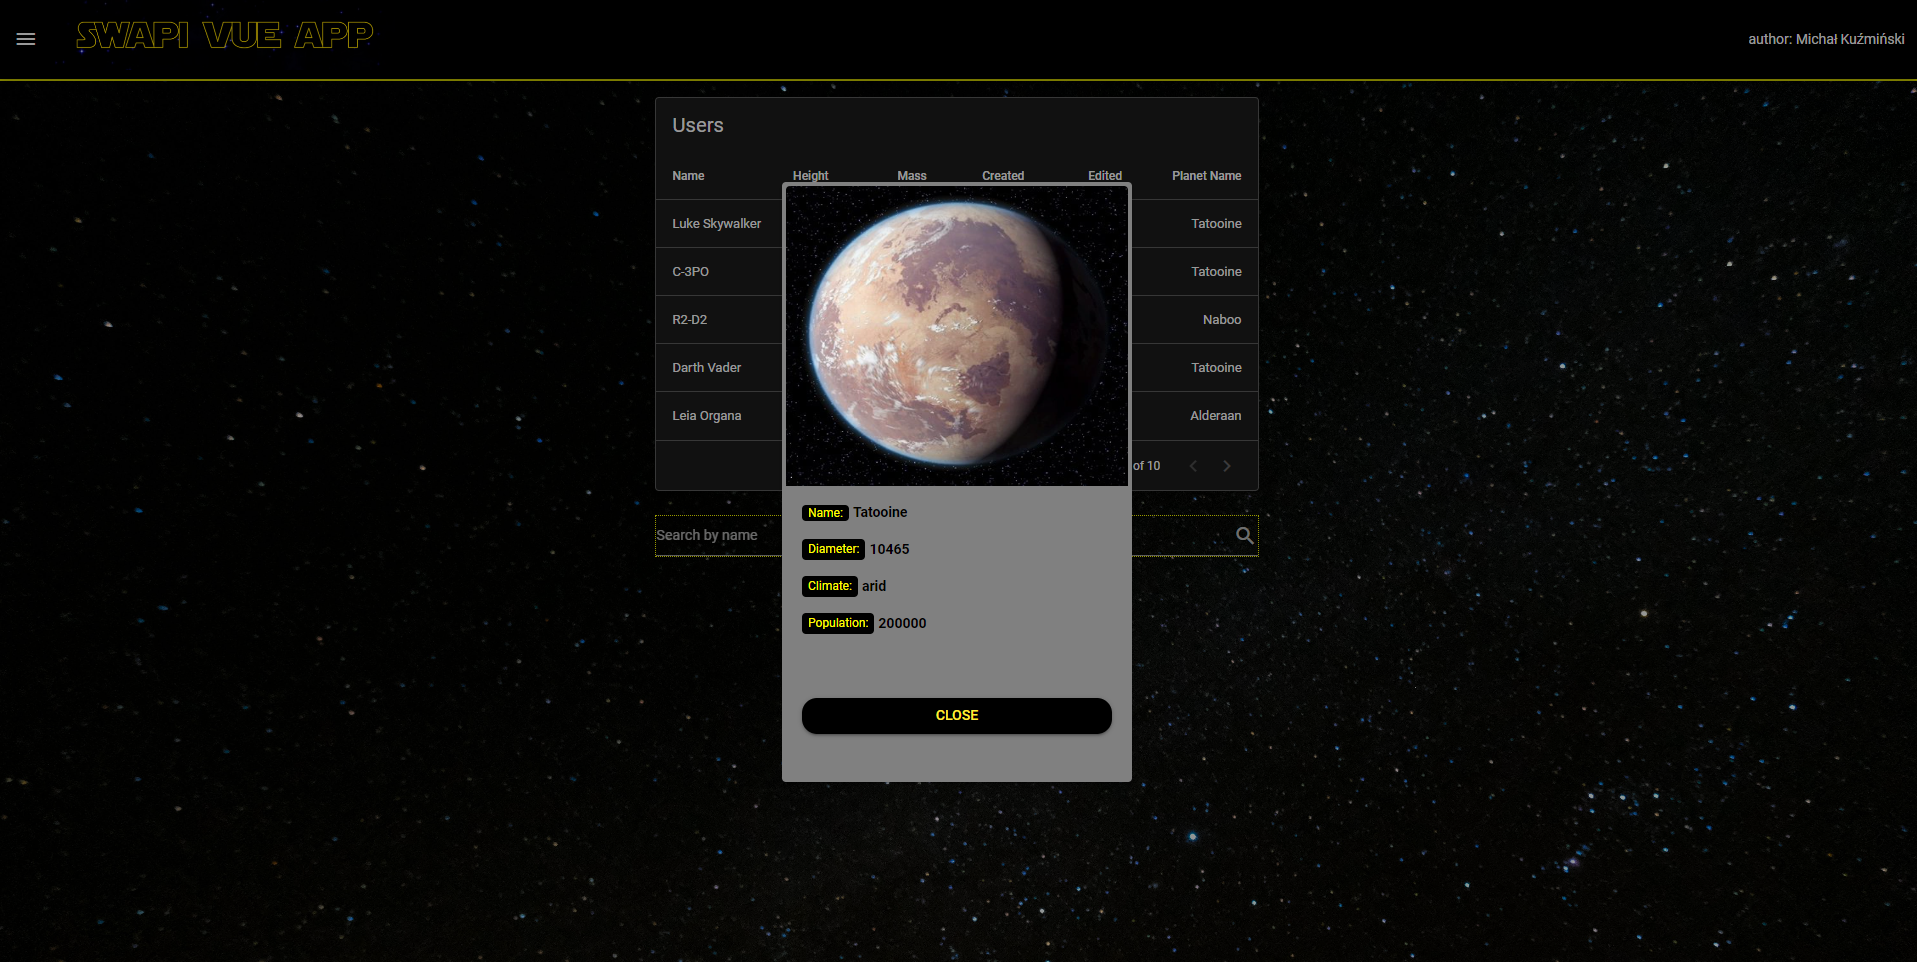 SWAPI VUE APP
author: Michał Kuźmiński
Users
Name Height Mass Created Edited Planet Name
Luke Skywalker Tatooine
C-3PO Tatooine
R2-D2 Naboo
Darth Vader Tatooine
Leia Organa Alderaan
of 10
Search by name
Name: Tatooine
Diameter: 10465
Climate: arid
Population: 200000
CLOSE